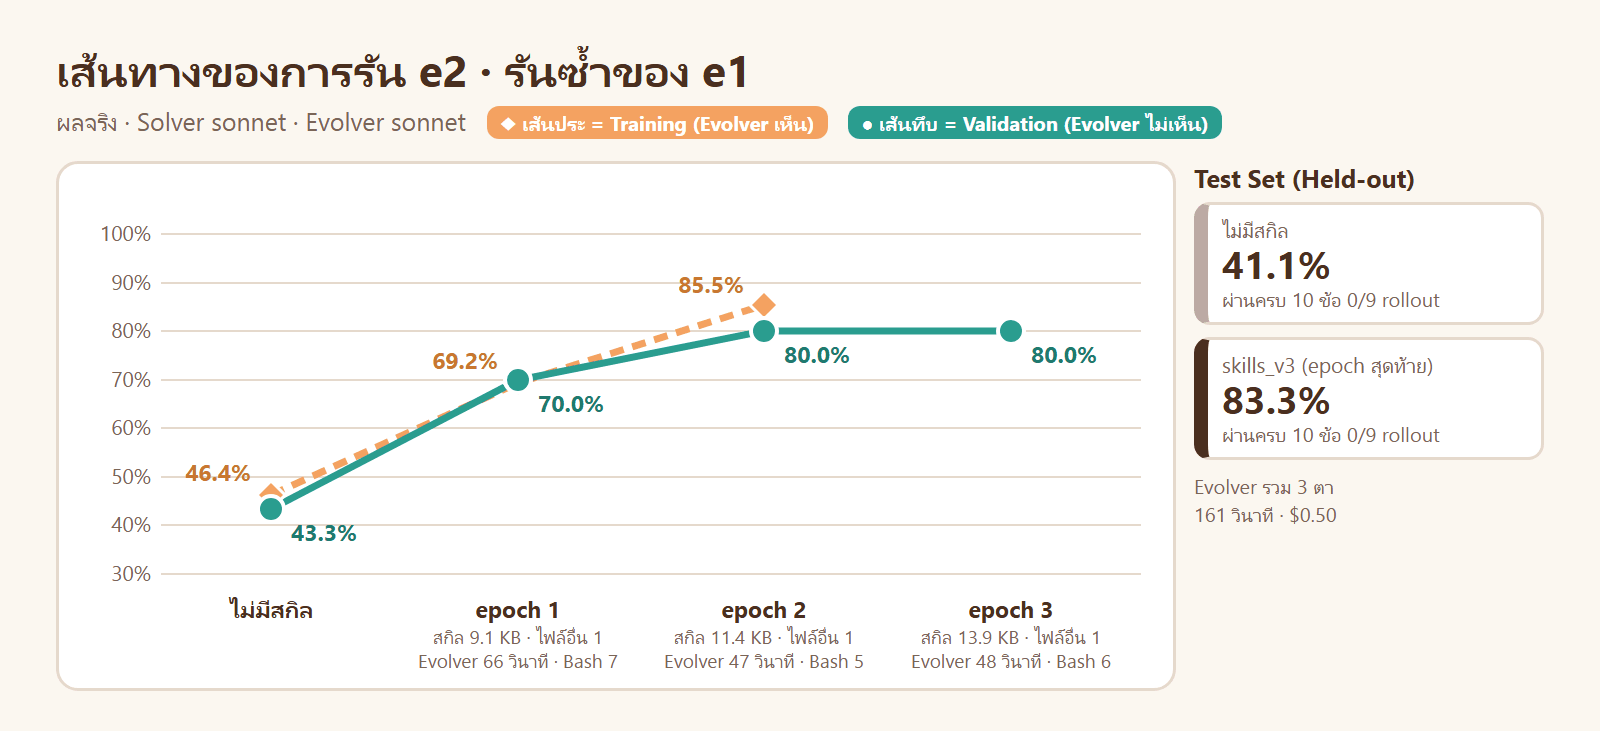 เส้นทางของการรัน e2 · รันซ้ำของ e1
ผลจริง · Solver sonnet · Evolver sonnet
◆ เส้นประ = Training (Evolver เห็น)
● เส้นทึบ = Validation (Evolver ไม่เห็น)
100%
90%
80%
70%
60%
50%
40%
30%
46.4%
69.2%
85.5%
43.3%
70.0%
80.0%
80.0%
ไม่มีสกิล
epoch 1
สกิล 9.1 KB · ไฟล์อื่น 1
Evolver 66 วินาที · Bash 7
epoch 2
สกิล 11.4 KB · ไฟล์อื่น 1
Evolver 47 วินาที · Bash 5
epoch 3
สกิล 13.9 KB · ไฟล์อื่น 1
Evolver 48 วินาที · Bash 6
Test Set (Held-out)
ไม่มีสกิล
41.1%
ผ่านครบ 10 ข้อ 0/9 rollout
skills_v3 (epoch สุดท้าย)
83.3%
ผ่านครบ 10 ข้อ 0/9 rollout
Evolver รวม 3 ตา
161 วินาที · $0.50